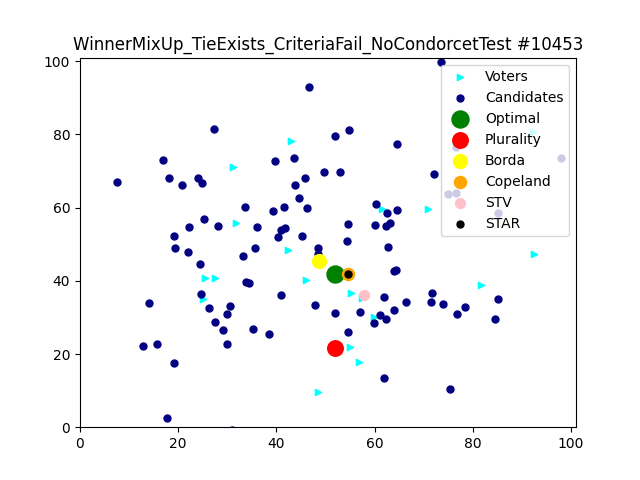 WinnerMixUp_TieExists_CriteriaFail_NoCondorcetTest #10453
100
80
60
40
20
0
0 20 40 60 80 100
Voters
Candidates
Optimal
Plurality
Borda
Copeland
STV
STAR